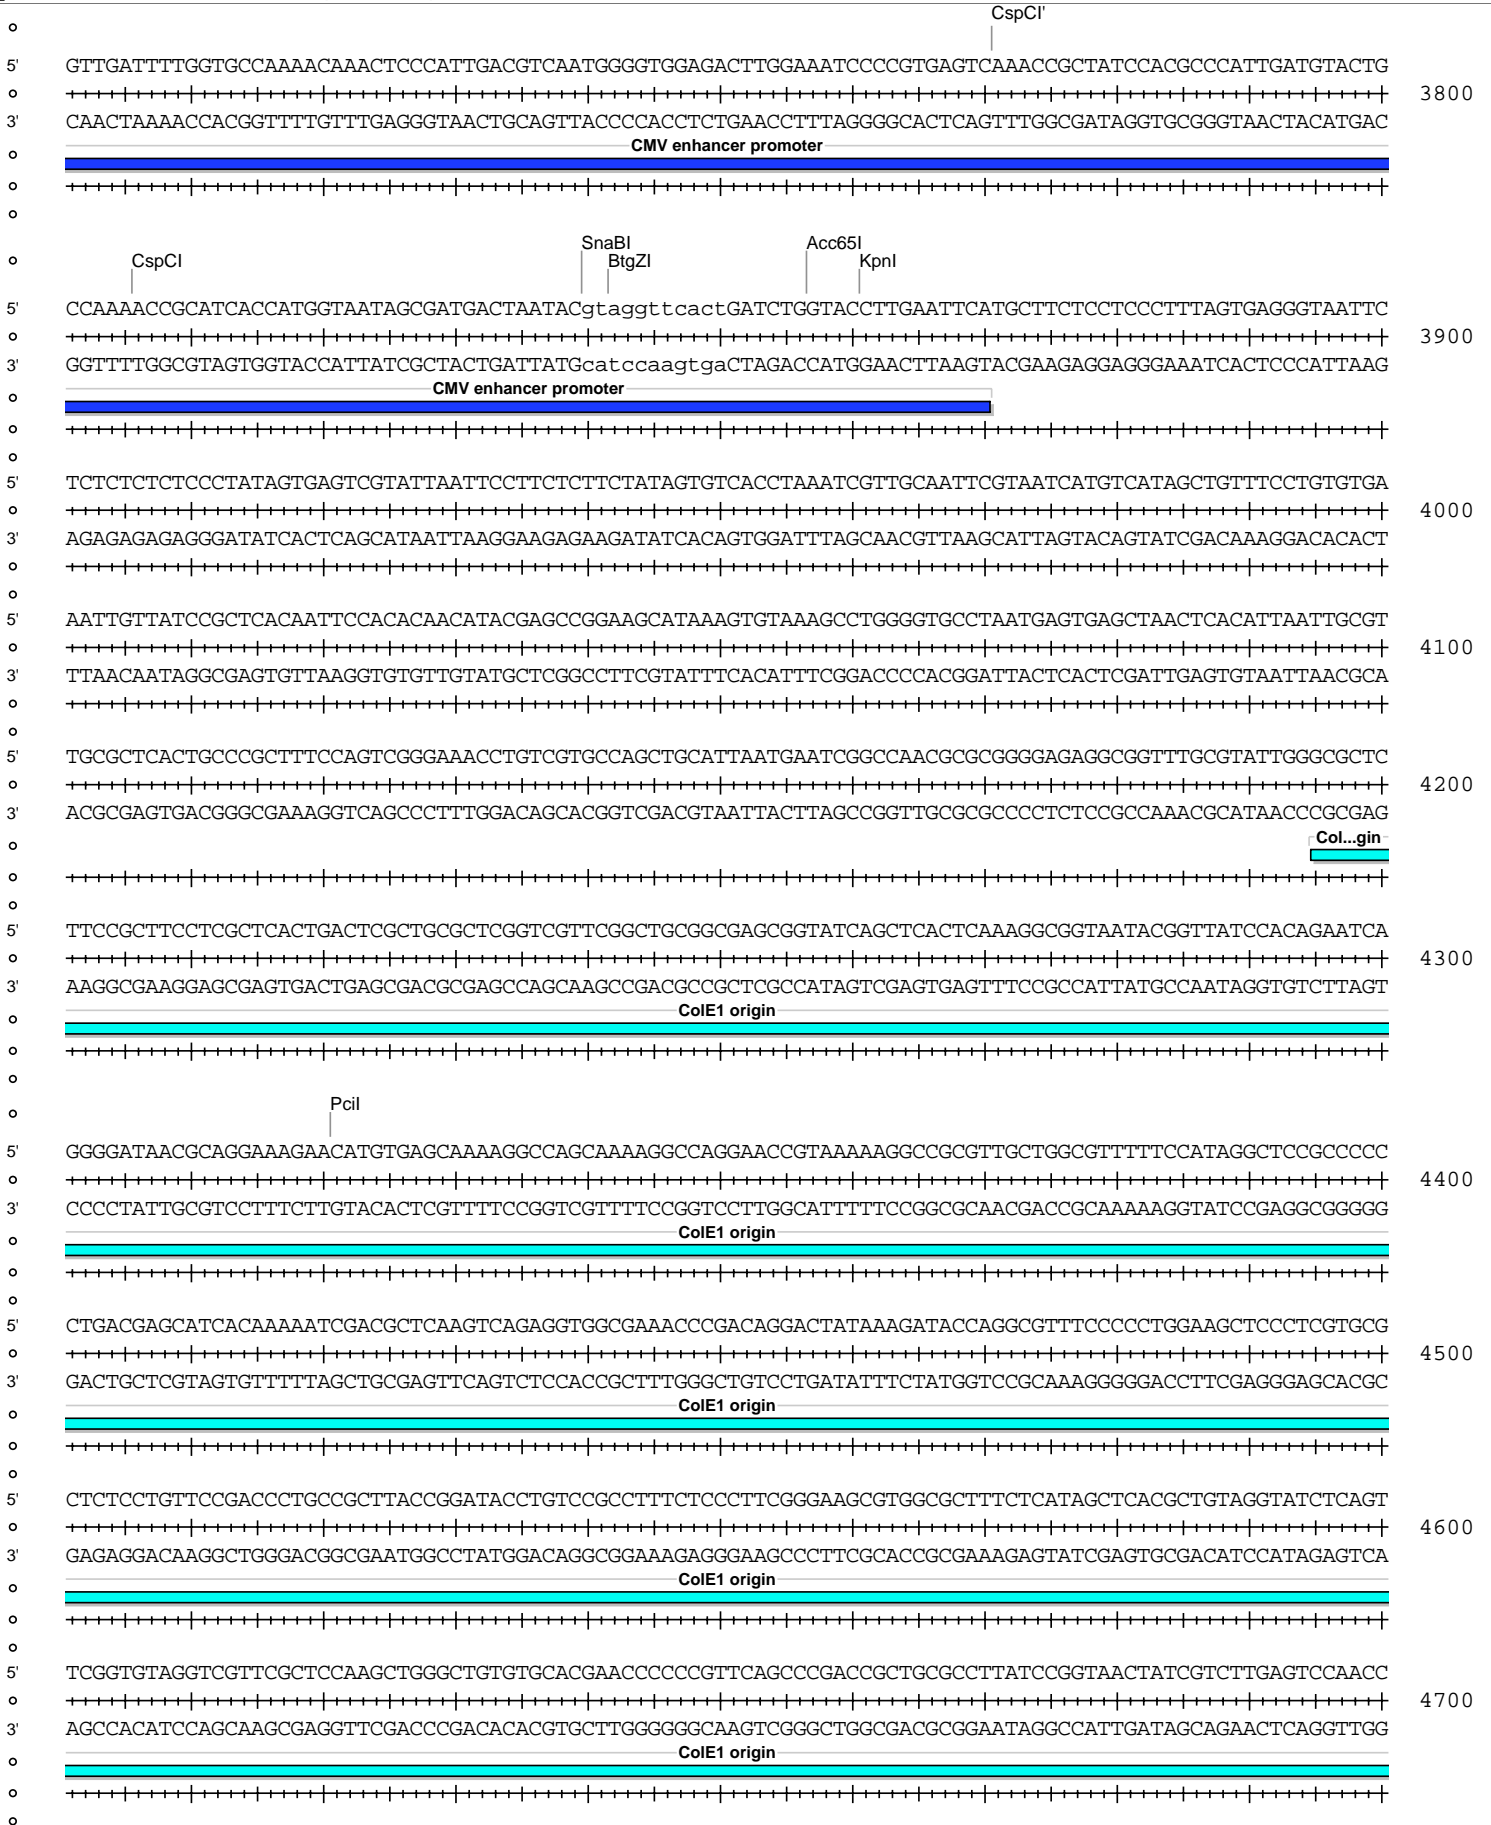 CspCI'
5' GTTGATTTTGGTGCCAAAACAAACTCCCATTGACGTCAATGGGGTGGAGACTTGGAAATCCCCGTGAGTCAAACCGCTATCCACGCCCATTGATGTACTG
3800
3' CAACTAAAACCACGGTTTTGTTTGAGGGTAACTGCAGTTACCCCACCTCTGAACCTTTAGGGGCACTCAGTTTGGCGATAGGTGCGGGTAACTACATGAC
CMV enhancer promoter
SnaBI Acc65I
CspCI BtgZI KpnI
5' CCAAAACCGCATCACCATGGTAATAGCGATGACTAATACgtaggttcactGATCTGGTACCTTGAATTCATGCTTCTCCTCCCTTTAGTGAGGGTAATTC
3900
3' GGTTTTGGCGTAGTGGTACCATTATCGCTACTGATTATGcatccaagtgaCTAGACCATGGAACTTAAGTACGAAGAGGAGGGAAATCACTCCCATTAAG
CMV enhancer promoter
5' TCTCTCTCTCCCTATAGTGAGTCGTATTAATTCCTTCTCTTCTATAGTGTCACCTAAATCGTTGCAATTCGTAATCATGTCATAGCTGTTTCCTGTGTGA
4000
3' AGAGAGAGAGGGATATCACTCAGCATAATTAAGGAAGAGAAGATATCACAGTGGATTTAGCAACGTTAAGCATTAGTACAGTATCGACAAAGGACACACT
5' AATTGTTATCCGCTCACAATTCCACACAACATACGAGCCGGAAGCATAAAGTGTAAAGCCTGGGGTGCCTAATGAGTGAGCTAACTCACATTAATTGCGT
4100
3' TTAACAATAGGCGAGTGTTAAGGTGTGTTGTATGCTCGGCCTTCGTATTTCACATTTCGGACCCCACGGATTACTCACTCGATTGAGTGTAATTAACGCA
5' TGCGCTCACTGCCCGCTTTCCAGTCGGGAAACCTGTCGTGCCAGCTGCATTAATGAATCGGCCAACGCGCGGGGAGAGGCGGTTTGCGTATTGGGCGCTC
4200
3' ACGCGAGTGACGGGCGAAAGGTCAGCCCTTTGGACAGCACGGTCGACGTAATTACTTAGCCGGTTGCGCGCCCCTCTCCGCCAAACGCATAACCCGCGAG
Col...gin
5' TTCCGCTTCCTCGCTCACTGACTCGCTGCGCTCGGTCGTTCGGCTGCGGCGAGCGGTATCAGCTCACTCAAAGGCGGTAATACGGTTATCCACAGAATCA
4300
3' AAGGCGAAGGAGCGAGTGACTGAGCGACGCGAGCCAGCAAGCCGACGCCGCTCGCCATAGTCGAGTGAGTTTCCGCCATTATGCCAATAGGTGTCTTAGT
ColE1 origin
PciI
5' GGGGATAACGCAGGAAAGAACATGTGAGCAAAAGGCCAGCAAAAGGCCAGGAACCGTAAAAAGGCCGCGTTGCTGGCGTTTTTCCATAGGCTCCGCCCCC
4400
3' CCCCTATTGCGTCCTTTCTTGTACACTCGTTTTCCGGTCGTTTTCCGGTCCTTGGCATTTTTCCGGCGCAACGACCGCAAAAAGGTATCCGAGGCGGGGG
ColE1 origin
5' CTGACGAGCATCACAAAAATCGACGCTCAAGTCAGAGGTGGCGAAACCCGACAGGACTATAAAGATACCAGGCGTTTCCCCCTGGAAGCTCCCTCGTGCG
4500
3' GACTGCTCGTAGTGTTTTTAGCTGCGAGTTCAGTCTCCACCGCTTTGGGCTGTCCTGATATTTCTATGGTCCGCAAAGGGGGACCTTCGAGGGAGCACGC
ColE1 origin
5' CTCTCCTGTTCCGACCCTGCCGCTTACCGGATACCTGTCCGCCTTTCTCCCTTCGGGAAGCGTGGCGCTTTCTCATAGCTCACGCTGTAGGTATCTCAGT
4600
3' GAGAGGACAAGGCTGGGACGGCGAATGGCCTATGGACAGGCGGAAAGAGGGAAGCCCTTCGCACCGCGAAAGAGTATCGAGTGCGACATCCATAGAGTCA
ColE1 origin
5' TCGGTGTAGGTCGTTCGCTCCAAGCTGGGCTGTGTGCACGAACCCCCCGTTCAGCCCGACCGCTGCGCCTTATCCGGTAACTATCGTCTTGAGTCCAACC
4700
3' AGCCACATCCAGCAAGCGAGGTTCGACCCGACACACGTGCTTGGGGGGCAAGTCGGGCTGGCGACGCGGAATAGGCCATTGATAGCAGAACTCAGGTTGG
ColE1 origin